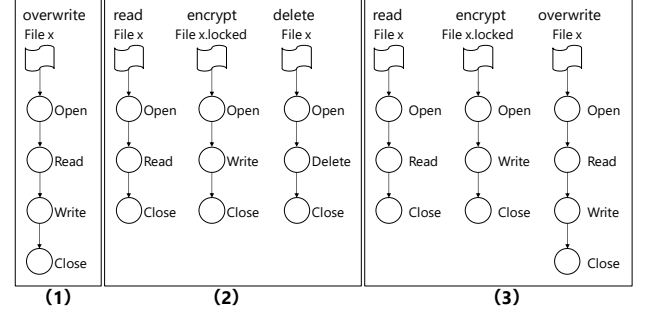 overwrite
File x
Open
Read
Write
Close
(1)
read encrypt delete
File x File x.locked File x
Open Open Open
Read Write Delete
Close Close Close
(2)
read encrypt overwrite
File x File x.locked File x
Open Open Open
Read Write Read
Close Close Write
Close
(3)